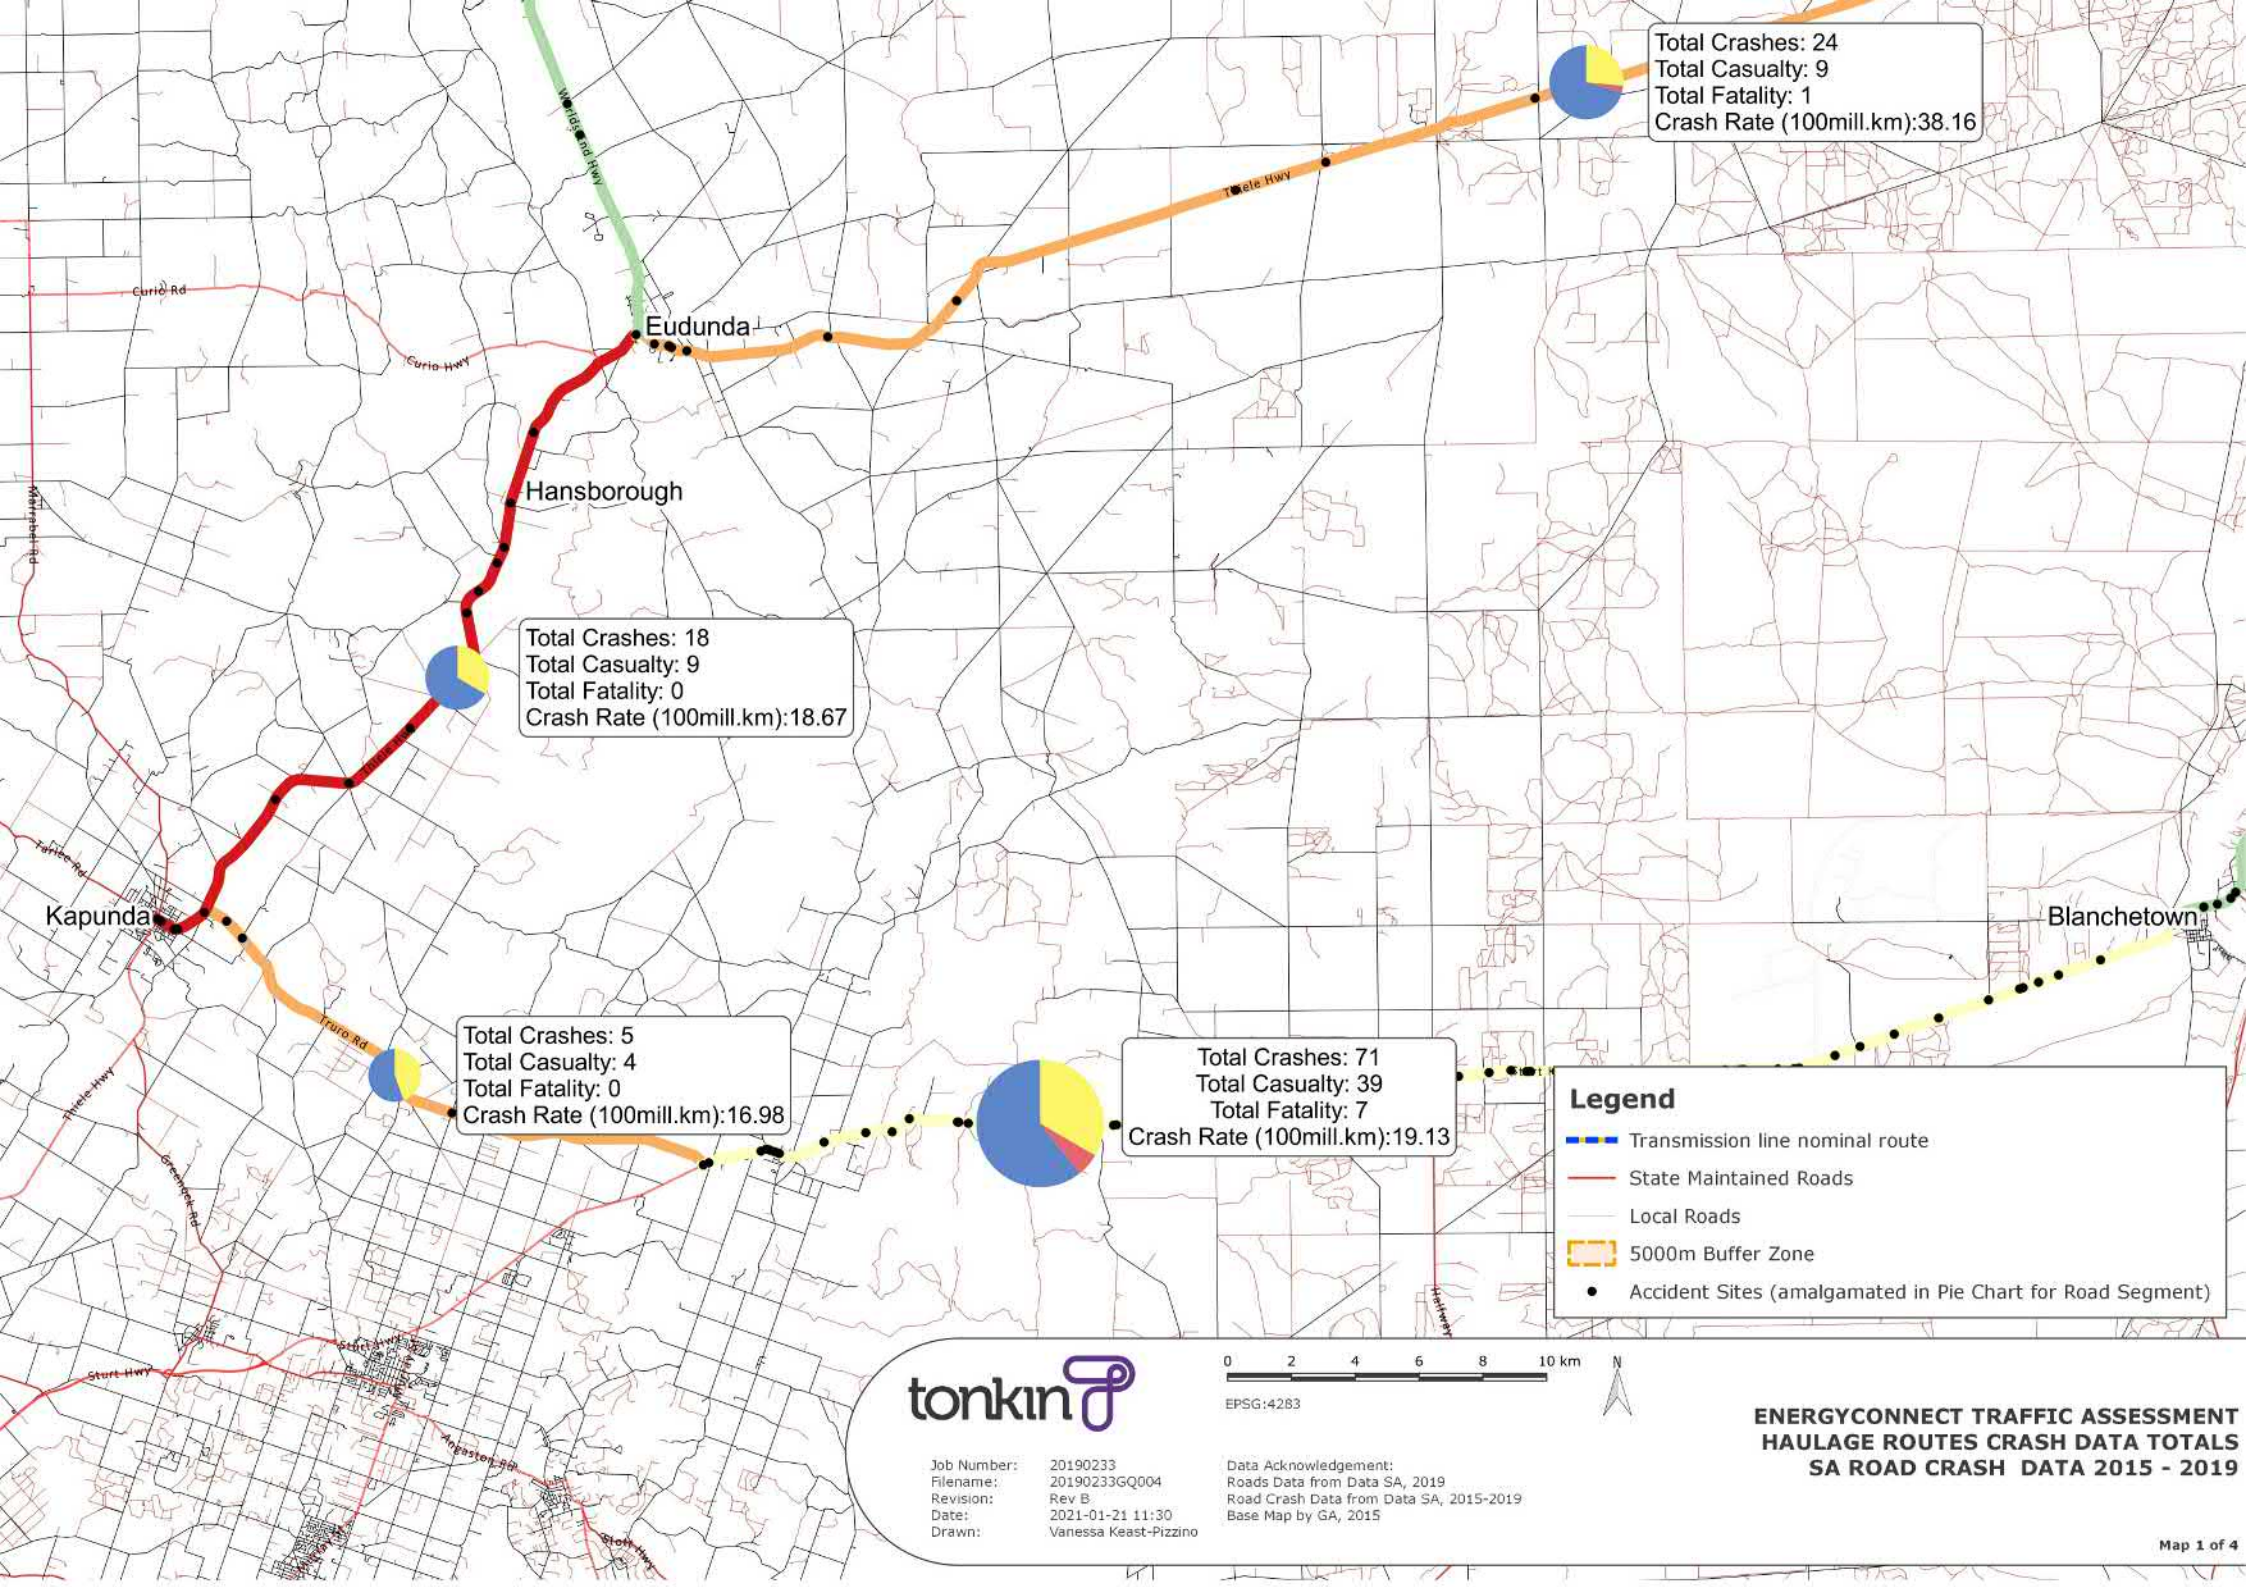 Total Crashes: 24
Total Casualty: 9
Total Fatality: 1
Crash Rate (100mill.km):38.16
Thiele Hwy
Curio Rd
Eudunda
Curio Hwy
Hansborough
Marrabel Rd
Total Crashes: 18
Total Casualty: 9
Total Fatality: 0
Crash Rate (100mill.km):18.67
Thiele Hwy
Tarlee Rd
Kapunda
Blanchetown
Truro Rd
Total Crashes: 5
Total Casualty: 4
Total Fatality: 0
Crash Rate (100mill.km):16.98
Total Crashes: 71
Total Casualty: 39
Total Fatality: 7
Crash Rate (100mill.km):19.13
Thiele Hwy
Greenock Rd
Legend
Transmission line nominal route
State Maintained Roads
Local Roads
5000m Buffer Zone
Accident Sites (amalgamated in Pie Chart for Road Segment)
Halfway
Sturt Hwy
Sturt Hwy
Angaston Rd
Stott Hwy
tonkin
0 2 4 6 8 10 km
N
EPSG:4283
Job Number: 20190233
Filename: 20190233GQ004
Revision: Rev B
Date: 2021-01-21 11:30
Drawn: Vanessa Keast-Pizzino
Data Acknowledgement:
Roads Data from Data SA, 2019
Road Crash Data from Data SA, 2015-2019
Base Map by GA, 2015
ENERGYCONNECT TRAFFIC ASSESSMENT
HAULAGE ROUTES CRASH DATA TOTALS
SA ROAD CRASH DATA 2015 - 2019
Map 1 of 4